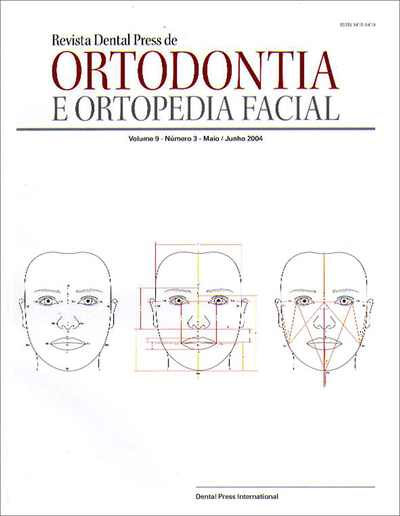 ISSN 1415-5419
Revista Dental Press de
ORTODONTIA
E ORTOPEDIA FACIAL
Volume 9 - Número 3 - Maio / Junho 2004
Dental Press International